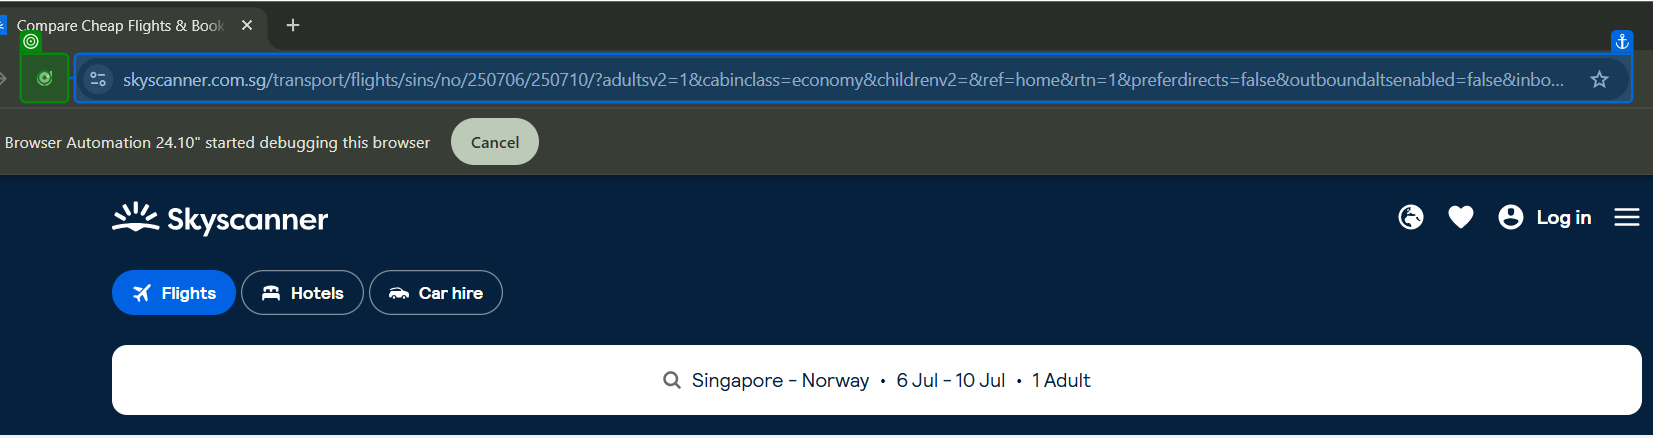 Compare Cheap Flights & Book
skyscanner.com.sg/transport/flights/sins/no/250706/250710/?adultsv2=1&cabinclass=economy&childrenv2=&ref=home&rtn=1&preferdirects=false&outboundaltsenabled=false&inbo...
Browser Automation 24.10" started debugging this browser
Cancel
Skyscanner
Log in
Flights
Hotels
Car hire
Singapore - Norway • 6 Jul - 10 Jul • 1 Adult